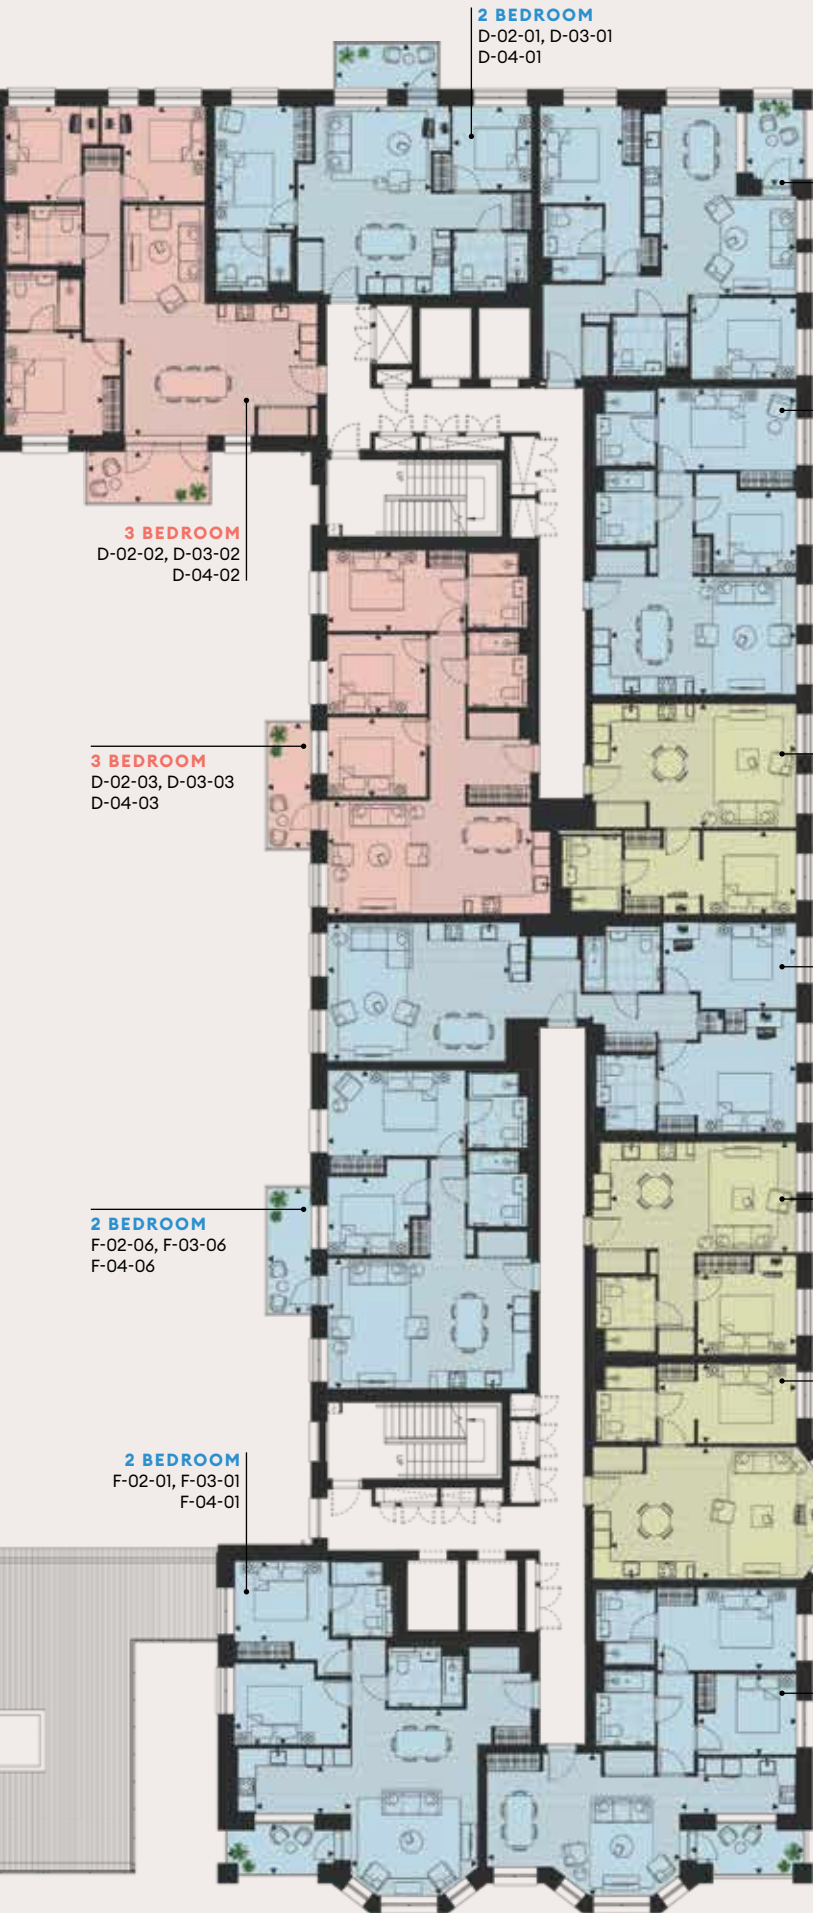 2 BEDROOM
D-02-01, D-03-01
D-04-01
3 BEDROOM
D-02-02, D-03-02
D-04-02
3 BEDROOM
D-02-03, D-03-03
D-04-03
2 BEDROOM
F-02-06, F-03-06
F-04-06
2 BEDROOM
F-02-01, F-03-01
F-04-01